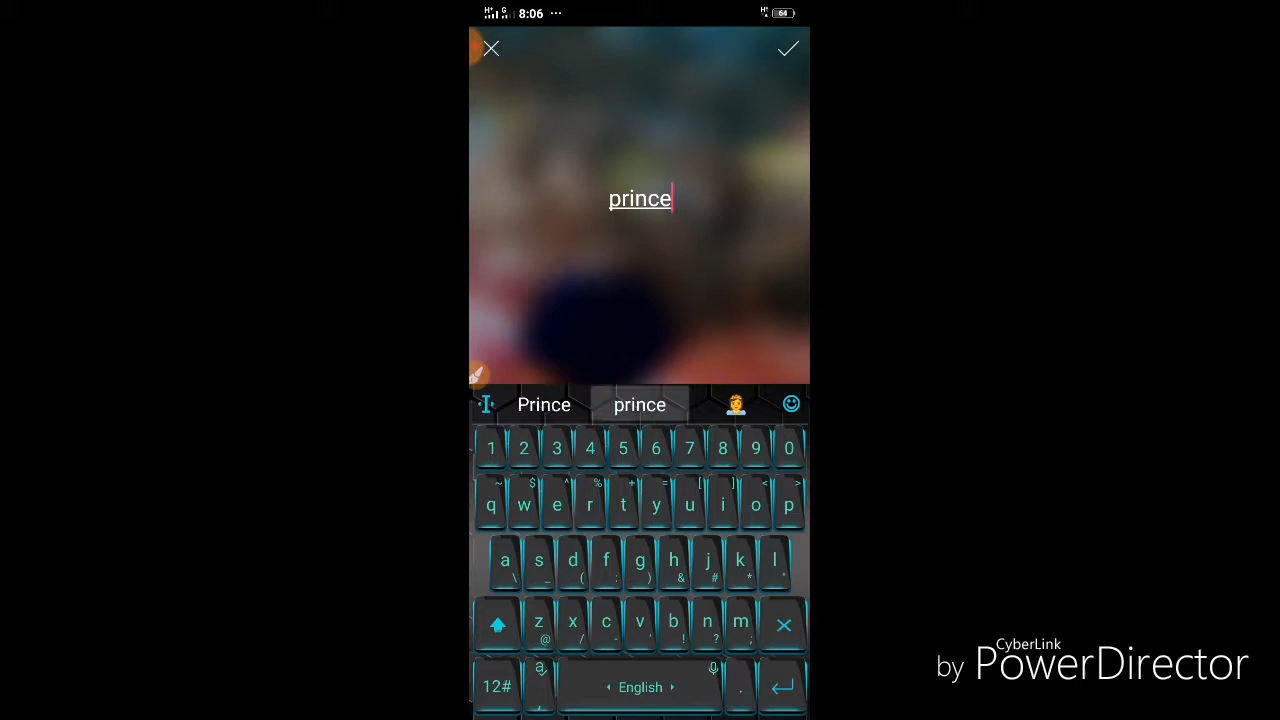 H+ G 8:06 ... H+ 64
prince
Prince prince
1 2 3 4 5 6 7 8 9 0
~ $ ^ % + = [ ] < >
q w e r t y u i o p
a s d f g h j k l
\ _ ( : ) & # * "
z x c v b n m
@ / - ' ! ? ;
12# a , English .
CyberLink
by PowerDirector